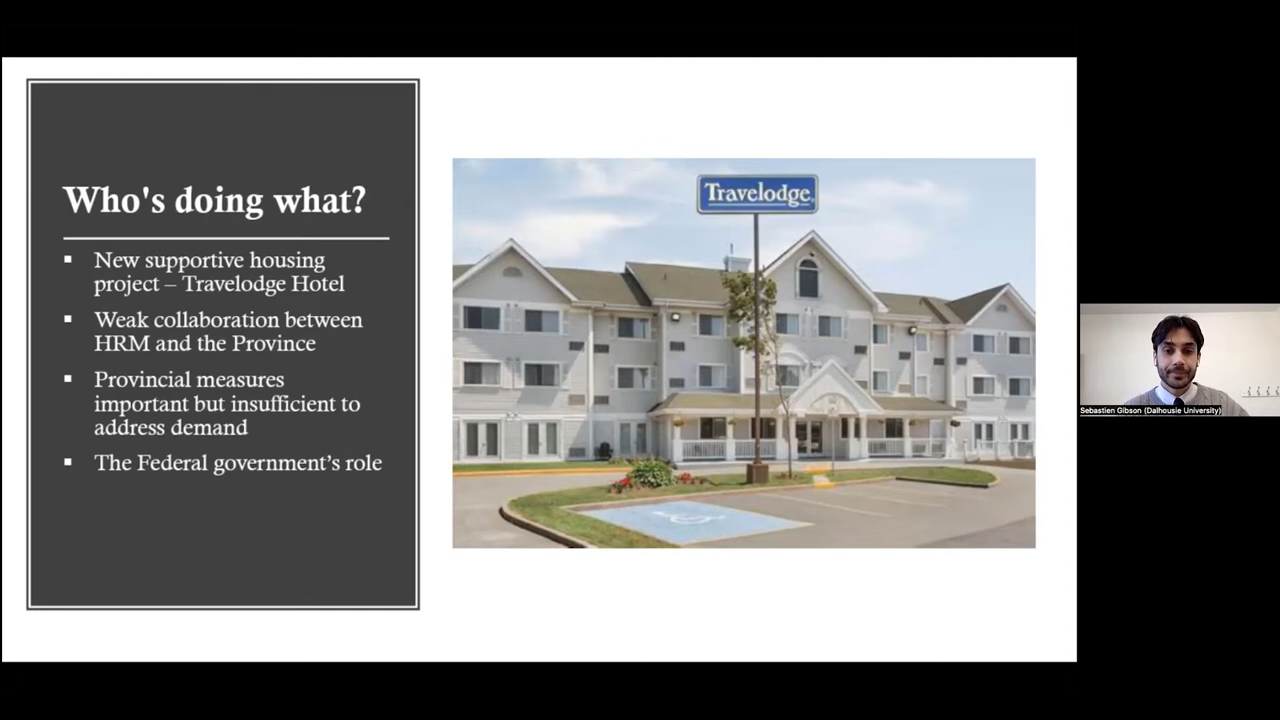 Who's doing what?
New supportive housing
project – Travelodge Hotel
Weak collaboration between
HRM and the Province
Provincial measures
important but insufficient to
address demand
The Federal government’s role
Travelodge
Sebastien Gibson (Dalhousie University)